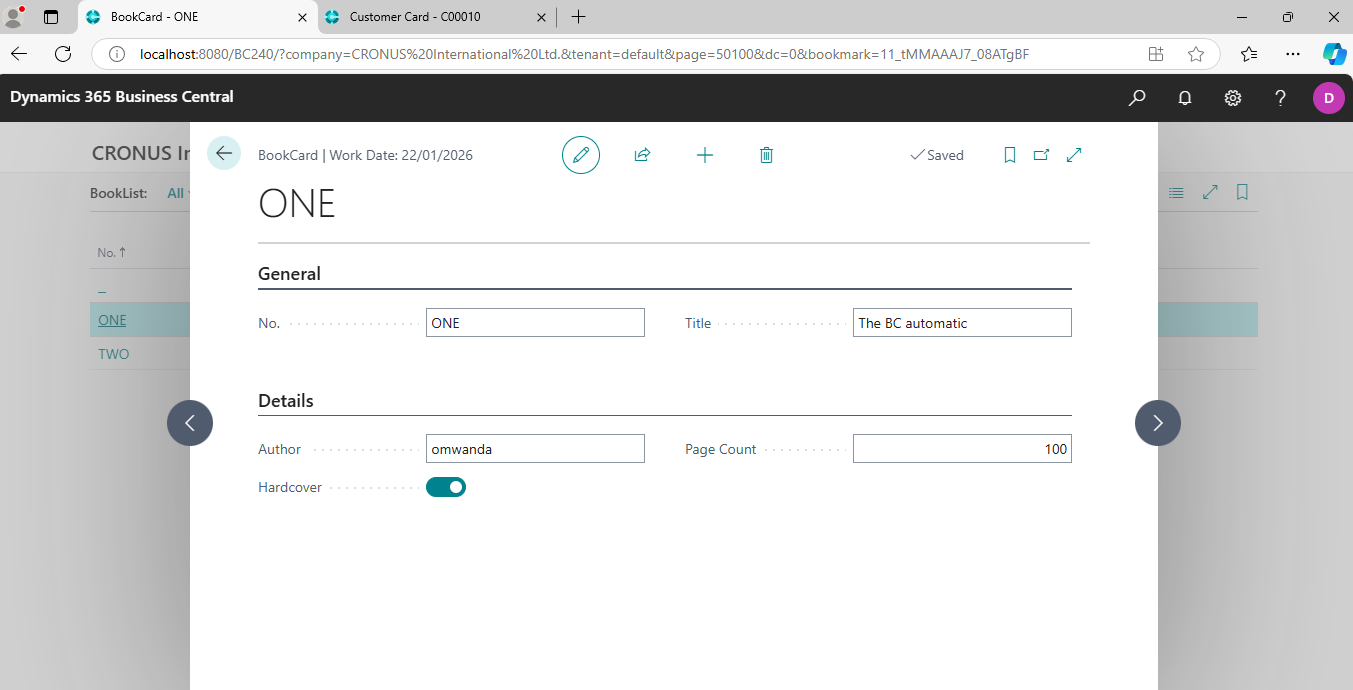 BookCard - ONE
Customer Card - C00010
localhost:8080/BC240/?company=CRONUS%20International%20Ltd.&tenant=default&page=50100&dc=0&bookmark=11_tMMAAAJ7_08ATgBF
Dynamics 365 Business Central
D
CRONUS In
BookCard | Work Date: 22/01/2026
Saved
BookList: All
ONE
No. ↑
General
_
ONE
No. ONE
Title The BC automatic
TWO
Details
Author omwanda
Page Count 100
Hardcover